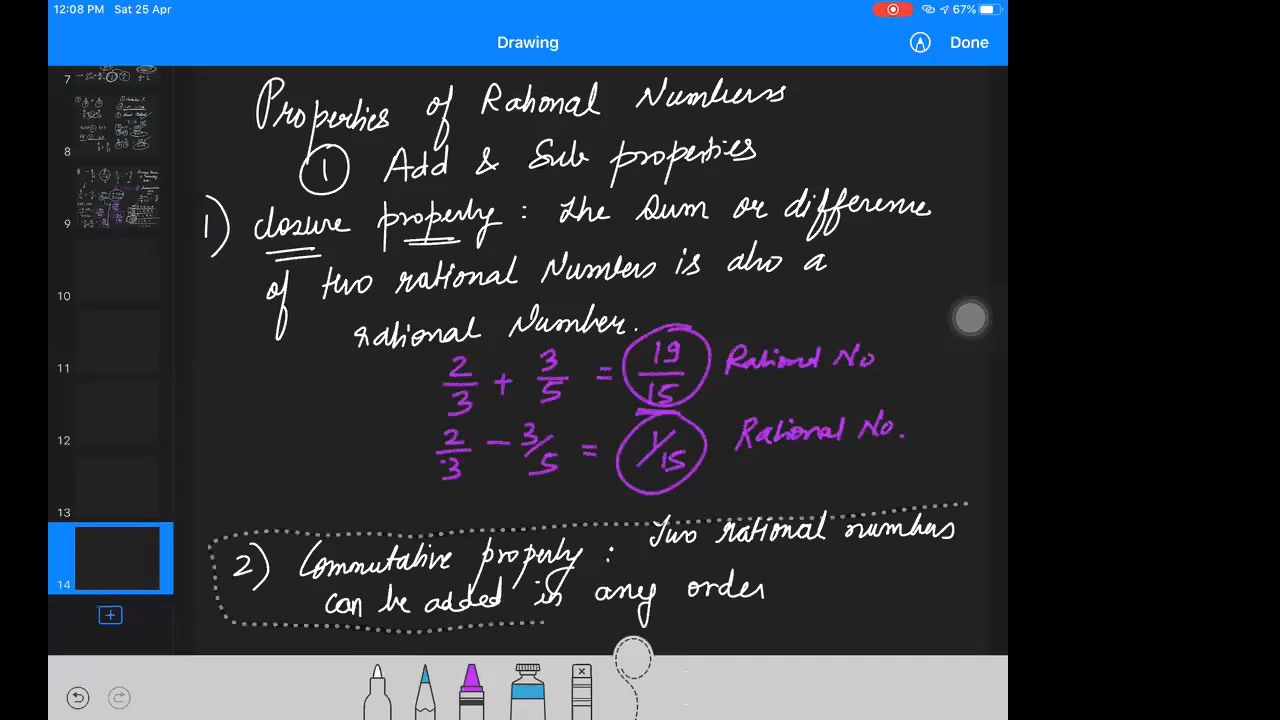 12:08 PM Sat 25 Apr
67%
Drawing
Done
7
8
9
10
11
12
13
14
Properties of Rational Numbers
① Add & Sub properties
1) closure property : The sum or difference
of two rational Numbers is also a
rational Number.
2/3 + 3/5 = 19/15 Rational No
2/3 - 3/5 = 1/15 Rational No.
2) Commutative property : Two rational numbers
can be added in any order